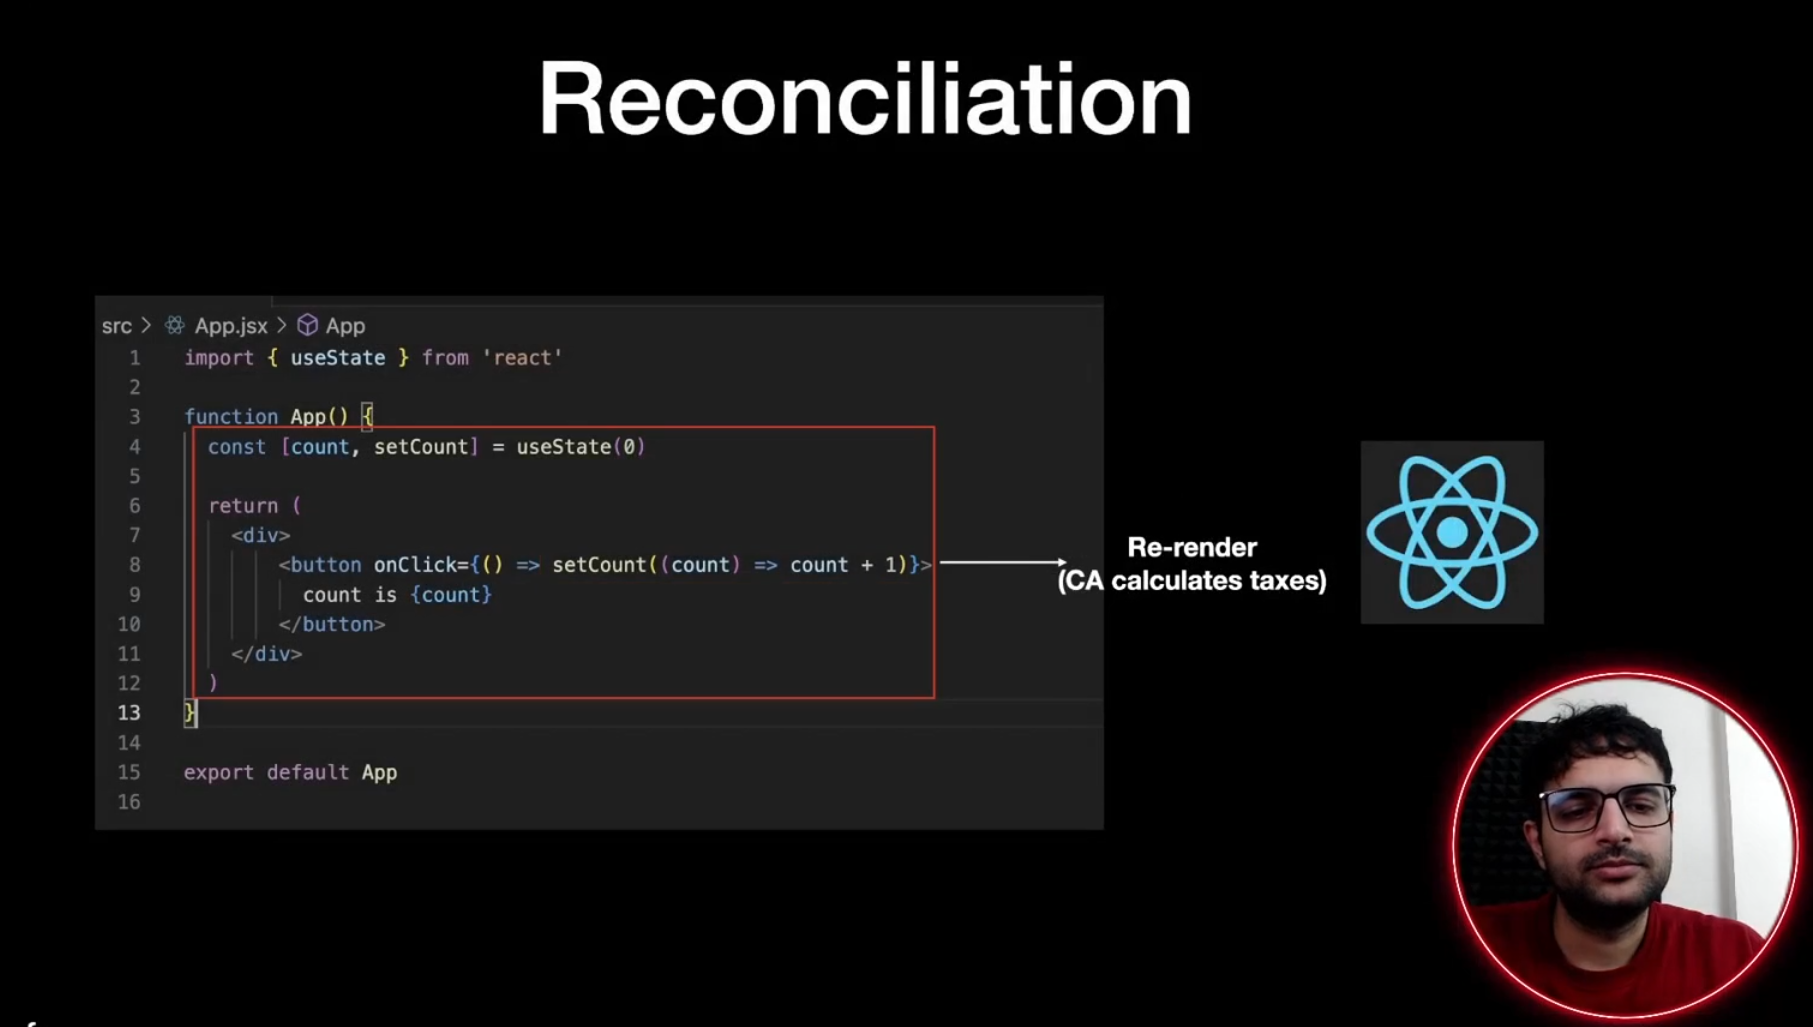 Reconciliation
src > App.jsx > App
1 import { useState } from 'react'
2
3 function App() {
4 const [count, setCount] = useState(0)
5
6 return (
7 <div>
8 <button onClick={() => setCount((count) => count + 1)}>
9 count is {count}
10 </button>
11 </div>
12 )
13 }
14
15 export default App
16
Re-render
(CA calculates taxes)